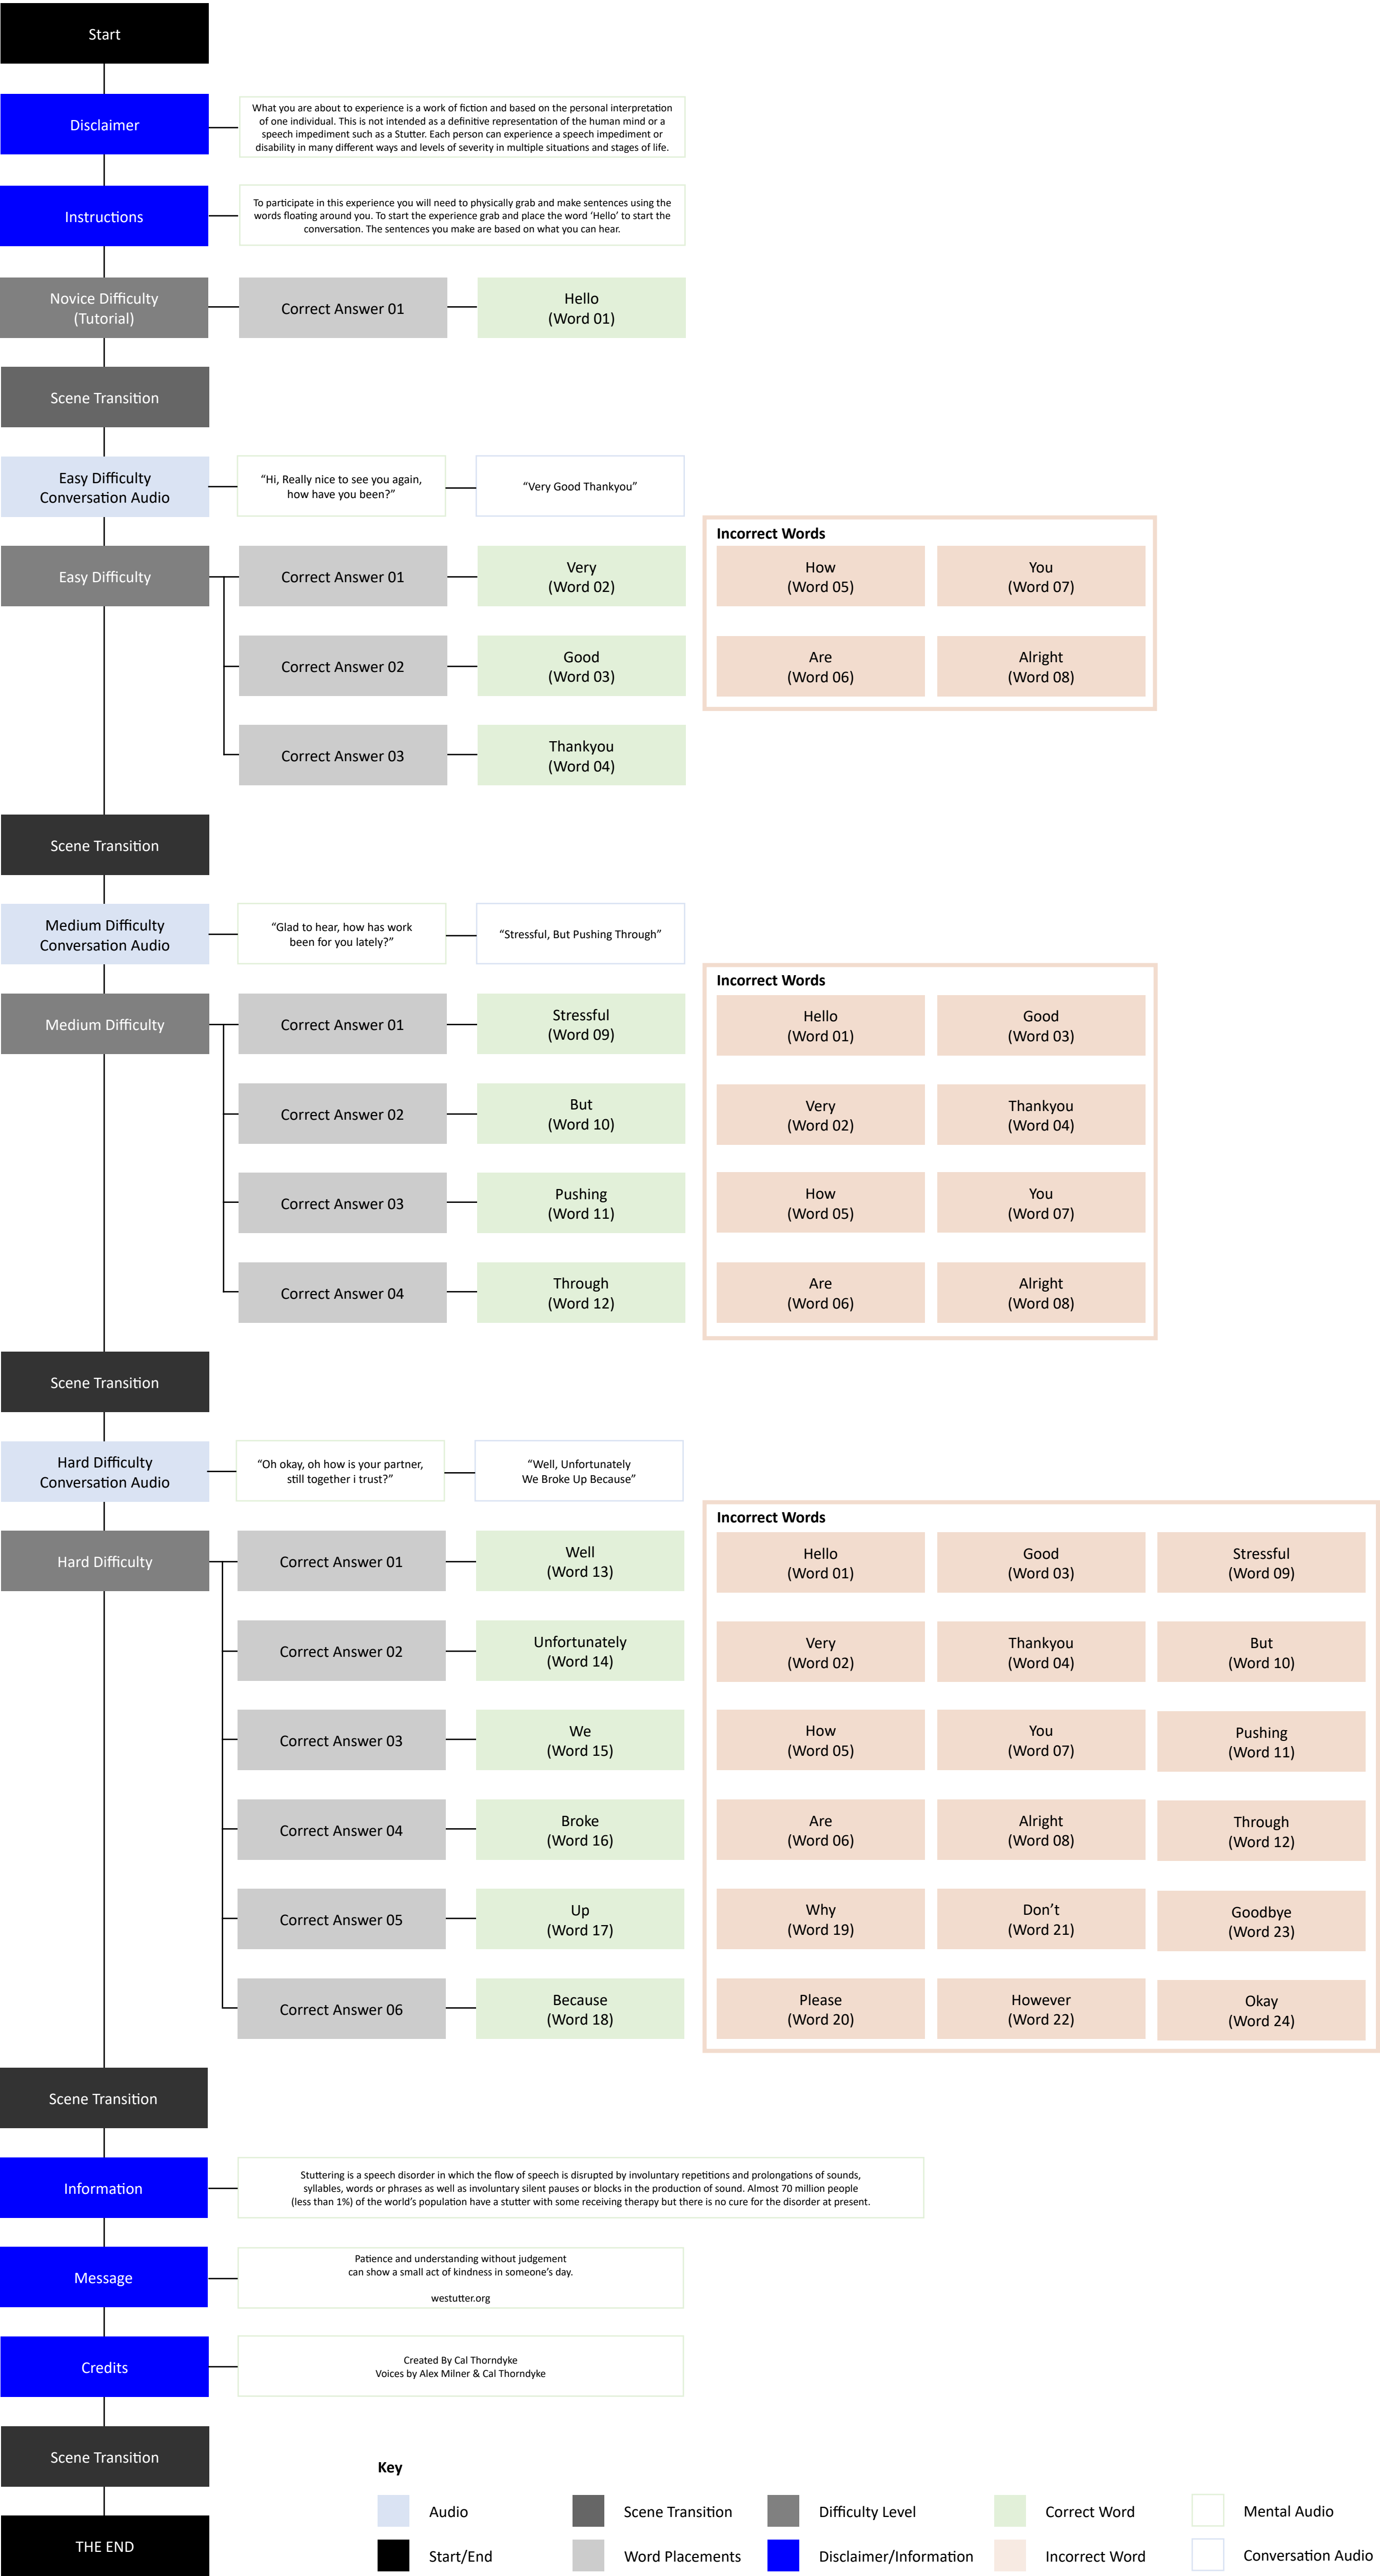 Start
Disclaimer
What you are about to experience is a work of fiction and based on the personal interpretation
of one individual. This is not intended as a definitive representation of the human mind or a
speech impediment such as a Stutter. Each person can experience a speech impediment or
disability in many different ways and levels of severity in multiple situations and stages of life.
Instructions
To participate in this experience you will need to physically grab and make sentences using the
words floating around you. To start the experience grab and place the word ‘Hello’ to start the
conversation. The sentences you make are based on what you can hear.
Novice Difficulty
(Tutorial)
Correct Answer 01
Hello
(Word 01)
Scene Transition
Easy Difficulty
Conversation Audio
“Hi, Really nice to see you again,
how have you been?”
“Very Good Thankyou”
Easy Difficulty
Correct Answer 01
Very
(Word 02)
Correct Answer 02
Good
(Word 03)
Correct Answer 03
Thankyou
(Word 04)
Incorrect Words
How
(Word 05)
You
(Word 07)
Are
(Word 06)
Alright
(Word 08)
Scene Transition
Medium Difficulty
Conversation Audio
“Glad to hear, how has work
been for you lately?”
“Stressful, But Pushing Through”
Medium Difficulty
Correct Answer 01
Stressful
(Word 09)
Correct Answer 02
But
(Word 10)
Correct Answer 03
Pushing
(Word 11)
Correct Answer 04
Through
(Word 12)
Incorrect Words
Hello
(Word 01)
Good
(Word 03)
Very
(Word 02)
Thankyou
(Word 04)
How
(Word 05)
You
(Word 07)
Are
(Word 06)
Alright
(Word 08)
Scene Transition
Hard Difficulty
Conversation Audio
“Oh okay, oh how is your partner,
still together i trust?”
“Well, Unfortunately
We Broke Up Because”
Hard Difficulty
Correct Answer 01
Well
(Word 13)
Correct Answer 02
Unfortunately
(Word 14)
Correct Answer 03
We
(Word 15)
Correct Answer 04
Broke
(Word 16)
Correct Answer 05
Up
(Word 17)
Correct Answer 06
Because
(Word 18)
Incorrect Words
Hello
(Word 01)
Good
(Word 03)
Stressful
(Word 09)
Very
(Word 02)
Thankyou
(Word 04)
But
(Word 10)
How
(Word 05)
You
(Word 07)
Pushing
(Word 11)
Are
(Word 06)
Alright
(Word 08)
Through
(Word 12)
Why
(Word 19)
Don’t
(Word 21)
Goodbye
(Word 23)
Please
(Word 20)
However
(Word 22)
Okay
(Word 24)
Scene Transition
Information
Stuttering is a speech disorder in which the flow of speech is disrupted by involuntary repetitions and prolongations of sounds,
syllables, words or phrases as well as involuntary silent pauses or blocks in the production of sound. Almost 70 million people
(less than 1%) of the world’s population have a stutter with some receiving therapy but there is no cure for the disorder at present.
Message
Patience and understanding without judgement
can show a small act of kindness in someone’s day.
westutter.org
Credits
Created By Cal Thorndyke
Voices by Alex Milner & Cal Thorndyke
Scene Transition
THE END
Key
Audio
Scene Transition
Difficulty Level
Correct Word
Mental Audio
Start/End
Word Placements
Disclaimer/Information
Incorrect Word
Conversation Audio